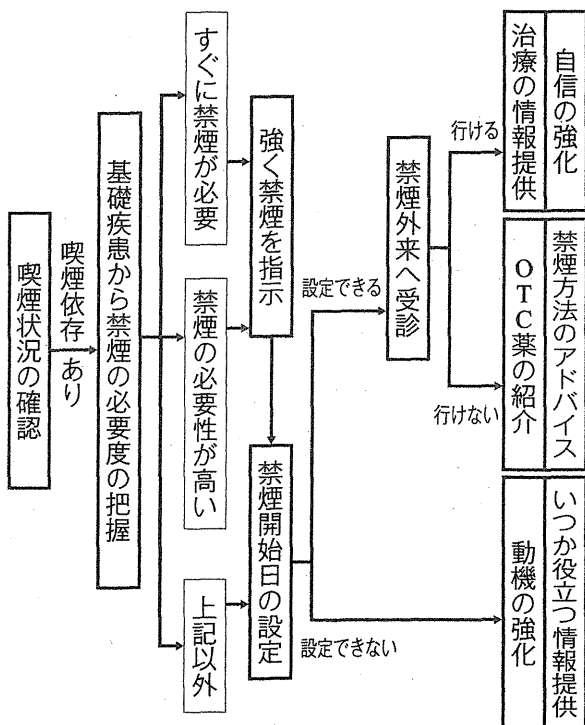 喫煙状況の確認
喫煙依存
あり
基礎疾患から禁煙の必要度の把握
すぐに禁煙が必要
禁煙の必要性が高い
上記以外
強く禁煙を指示
禁煙開始日の設定
設定できる
設定できない
禁煙外来へ受診
行ける
行けない
治療の情報提供
自信の強化
OTC薬の紹介
禁煙方法のアドバイス
動機の強化
いつか役立つ情報提供